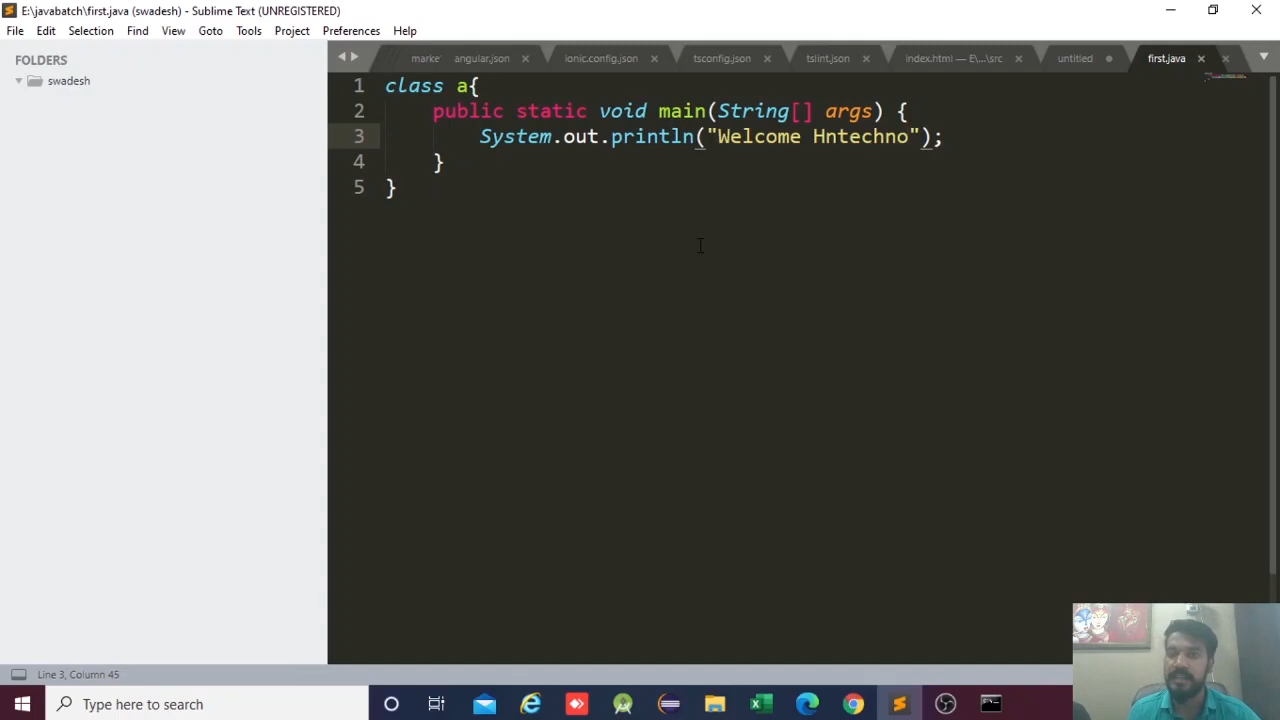 E:\javabatch\first.java (swadesh) - Sublime Text (UNREGISTERED)
File Edit Selection Find View Goto Tools Project Preferences Help
FOLDERS
swadesh
marke angular.json ionic.config.json tsconfig.json tslint.json index.html — E\...\src untitled first.java
1 class a{
2 public static void main(String[] args) {
3 System.out.println("Welcome Hntechno");
4 }
5 }
Line 3, Column 45
Type here to search